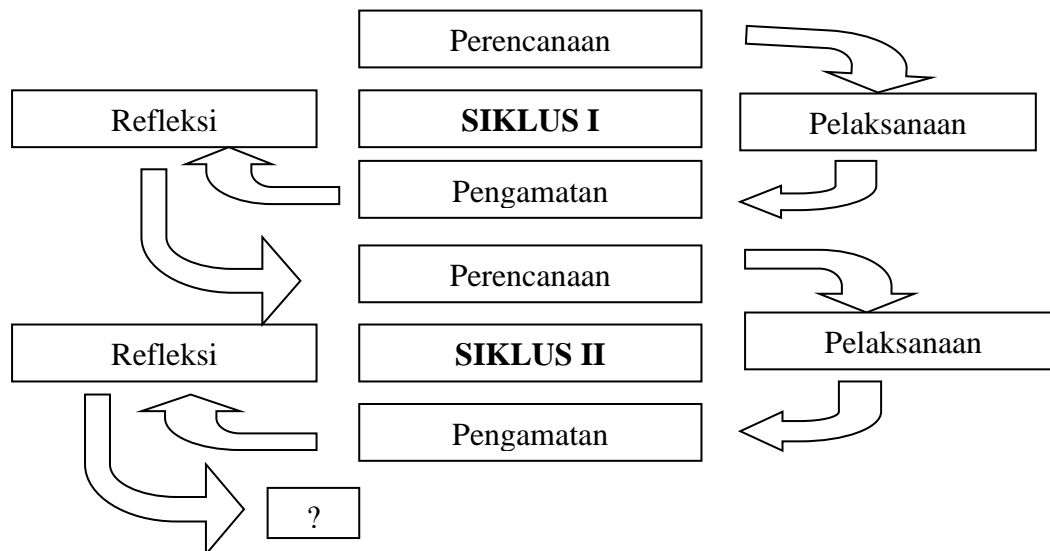 Perencanaan
Refleksi
SIKLUS I
Pelaksanaan
Pengamatan
Perencanaan
Refleksi
SIKLUS II
Pelaksanaan
Pengamatan
?